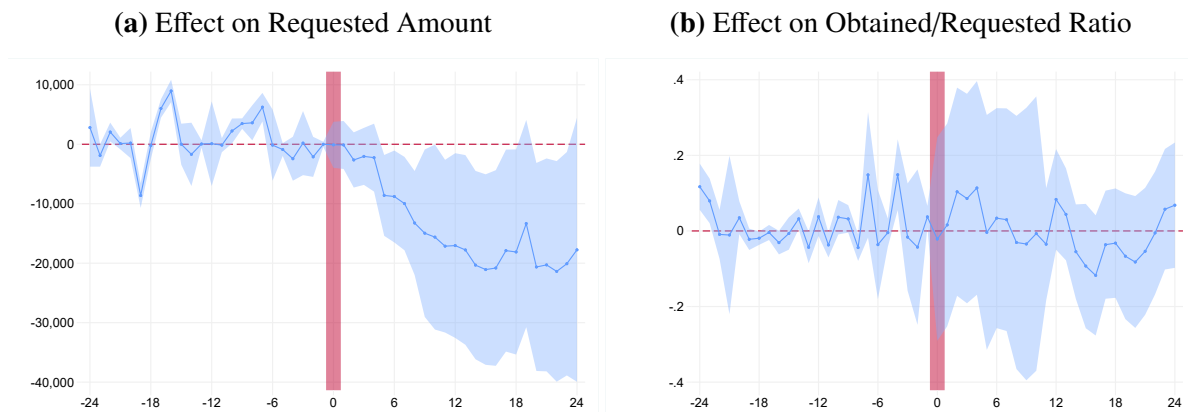 (a) Effect on Requested Amount
10,000
0
-10,000
-20,000
-30,000
-40,000
-24 -18 -12 -6 0 6 12 18 24
(b) Effect on Obtained/Requested Ratio
.4
.2
0
-.2
-.4
-24 -18 -12 -6 0 6 12 18 24